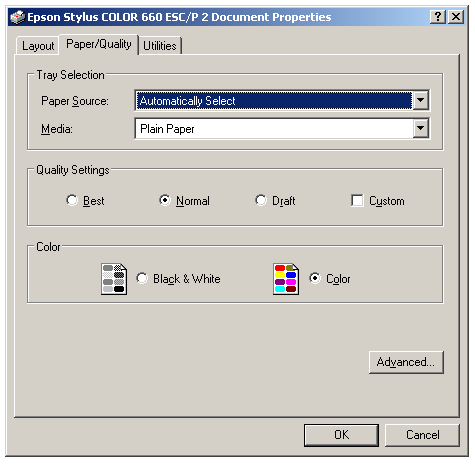 Epson Stylus COLOR 660 ESC/P 2 Document Properties
Layout Paper/Quality Utilities
Tray Selection
Paper Source: Automatically Select
Media: Plain Paper
Quality Settings
Best Normal Draft Custom
Color
Black & White Color
Advanced...
OK Cancel